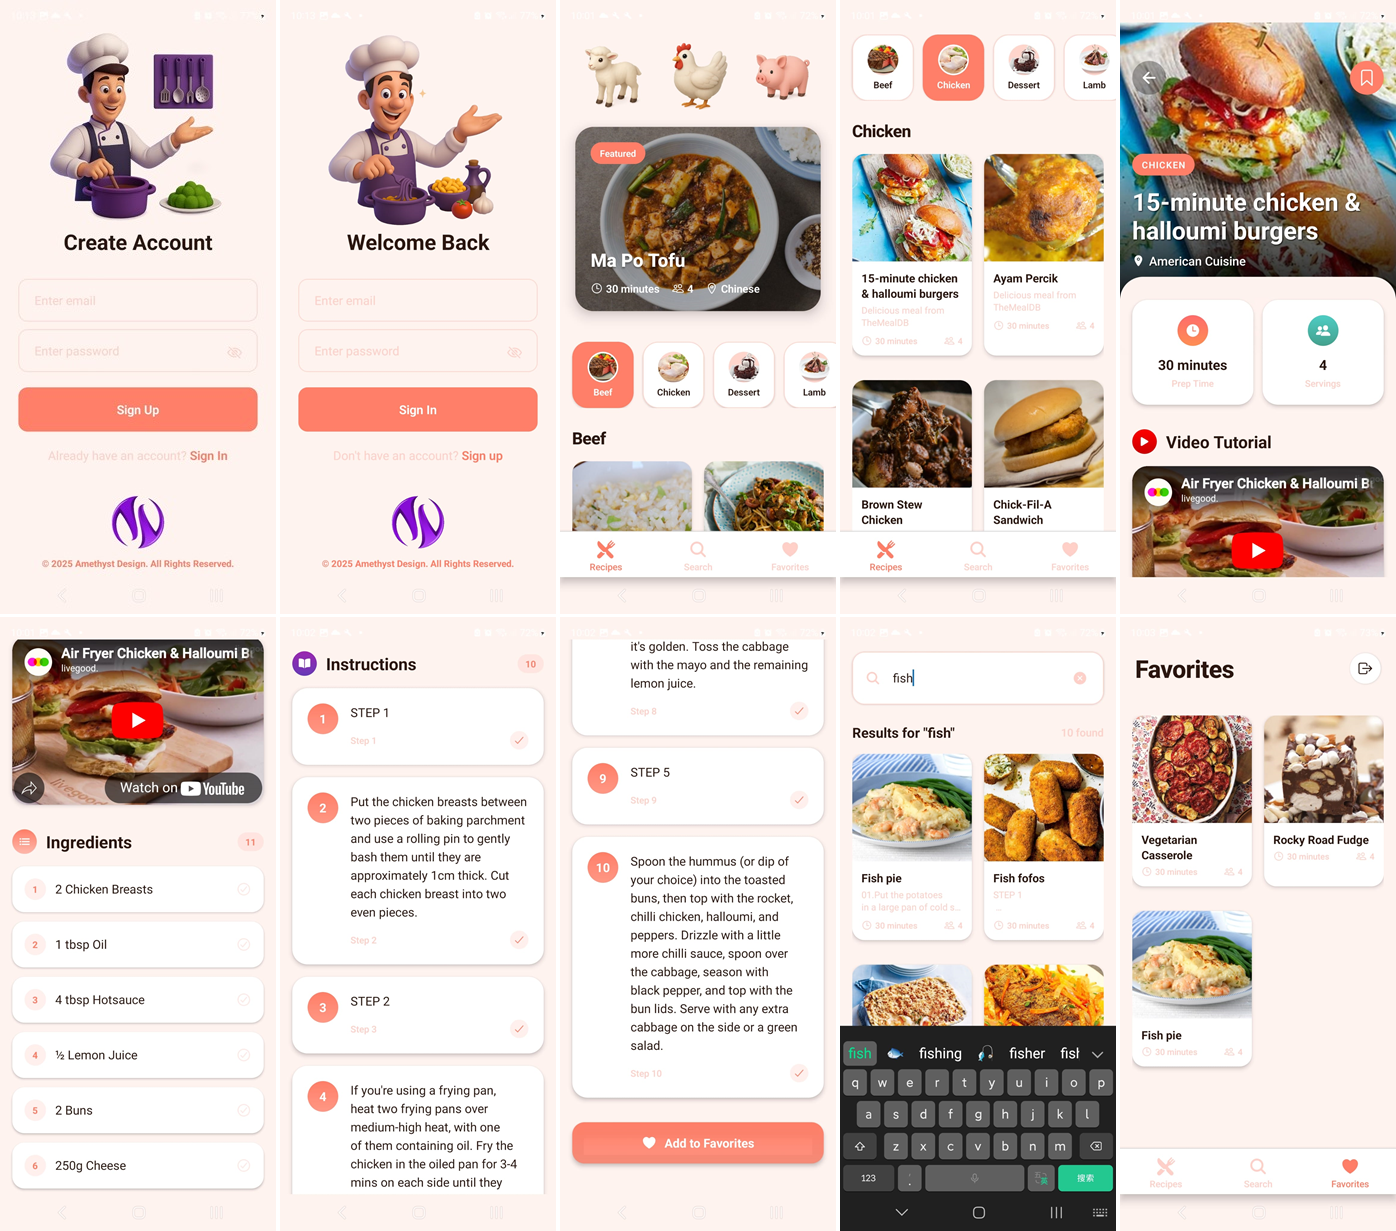 Create Account
Enter email
Enter password
Sign Up
Already have an account? Sign In
© 2025 Amethyst Design. All Rights Reserved.
Welcome Back
Enter email
Enter password
Sign In
Don't have an account? Sign up
© 2025 Amethyst Design. All Rights Reserved.
Featured
Ma Po Tofu
30 minutes 4 Chinese
Beef Chicken Dessert Lamb
Beef
Recipes Search Favorites
Beef Chicken Dessert Lamb
Chicken
15-minute chicken
& halloumi burgers
Delicious meal from
TheMealDB
30 minutes 4
Ayam Percik
Delicious meal from
TheMealDB
30 minutes 4
Brown Stew
Chicken
Chick-Fil-A
Sandwich
Recipes Search Favorites
CHICKEN
15-minute chicken &
halloumi burgers
American Cuisine
30 minutes
Prep Time
4
Servings
Video Tutorial
Air Fryer Chicken & Halloumi B
livegood.
Air Fryer Chicken & Halloumi B
livegood.
Watch on YouTube
Ingredients 11
1 2 Chicken Breasts
2 1 tbsp Oil
3 4 tbsp Hotsauce
4 ½ Lemon Juice
5 2 Buns
6 250g Cheese
Instructions 10
1 STEP 1
Step 1
2 Put the chicken breasts between
two pieces of baking parchment
and use a rolling pin to gently
bash them until they are
approximately 1cm thick. Cut
each chicken breast into two
even pieces.
Step 2
3 STEP 2
Step 3
4 If you're using a frying pan,
heat two frying pans over
medium-high heat, with one
of them containing oil. Fry the
chicken in the oiled pan for 3-4
mins on each side until they
it's golden. Toss the cabbage
with the mayo and the remaining
lemon juice.
Step 8
9 STEP 5
Step 9
10 Spoon the hummus (or dip of
your choice) into the toasted
buns, then top with the rocket,
chilli chicken, halloumi, and
peppers. Drizzle with a little
more chilli sauce, spoon over
the cabbage, season with
black pepper, and top with the
bun lids. Serve with any extra
cabbage on the side or a green
salad.
Step 10
Add to Favorites
fish
Results for "fish" 10 found
Fish pie
01.Put the potatoes
in a large pan of cold s...
30 minutes 4
Fish fofos
STEP 1
...
30 minutes 4
fish fishing fisher fish
q w e r t y u i o p
a s d f g h j k l
z x c v b n m
123 搜索
Favorites
Vegetarian
Casserole
30 minutes 4
Rocky Road Fudge
30 minutes 4
Fish pie
30 minutes 4
Recipes Search Favorites